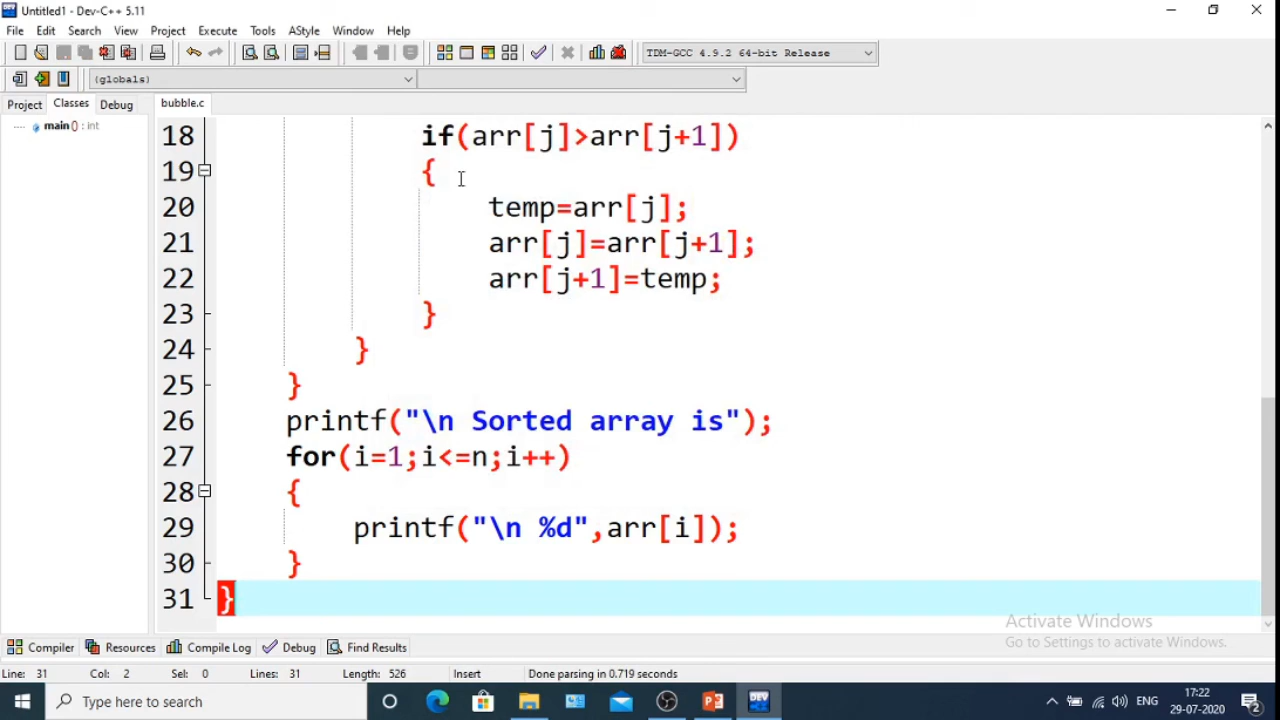 Untitled1 - Dev-C++ 5.11
File Edit Search View Project Execute Tools AStyle Window Help
TDM-GCC 4.9.2 64-bit Release
(globals)
Project Classes Debug
bubble.c
main () : int
18 if(arr[j]>arr[j+1])
19 {
20 temp=arr[j];
21 arr[j]=arr[j+1];
22 arr[j+1]=temp;
23 }
24 }
25 }
26 printf("\n Sorted array is");
27 for(i=1;i<=n;i++)
28 {
29 printf("\n %d",arr[i]);
30 }
31 }
Activate Windows
Go to Settings to activate Windows.
Compiler Resources Compile Log Debug Find Results
Line: 31 Col: 2 Sel: 0 Lines: 31 Length: 526 Insert Done parsing in 0.719 seconds
Type here to search
ENG
17:22
29-07-2020
2